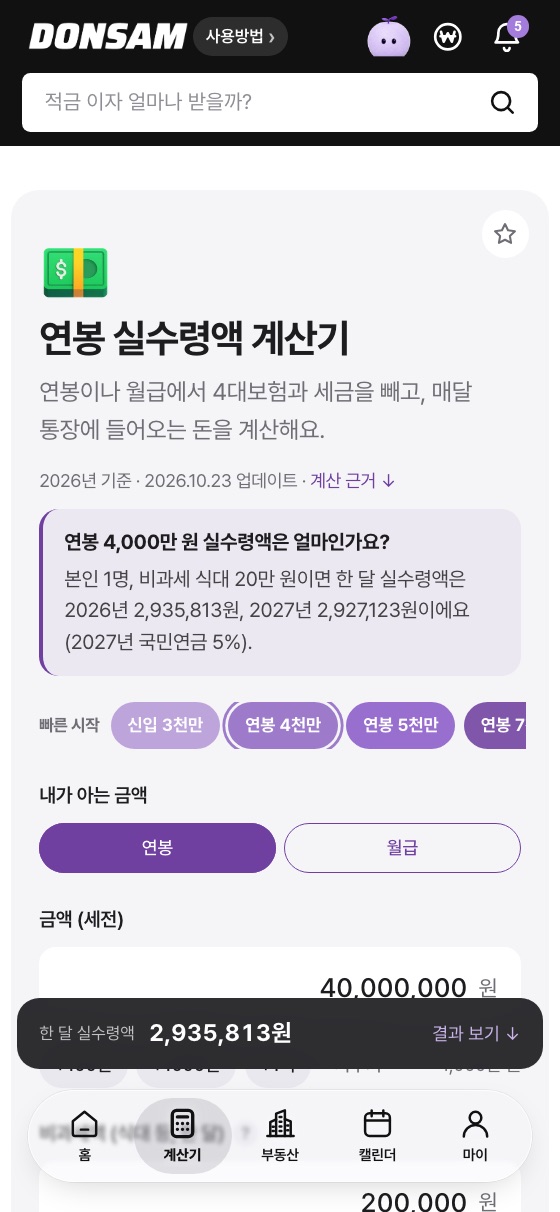 DONSAM 사용방법 › 5
적금 이자 얼마나 받을까?
연봉 실수령액 계산기
연봉이나 월급에서 4대보험과 세금을 빼고, 매달
통장에 들어오는 돈을 계산해요.
2026년 기준 · 2026.10.23 업데이트 · 계산 근거 ↓
연봉 4,000만 원 실수령액은 얼마인가요?
본인 1명, 비과세 식대 20만 원이면 한 달 실수령액은
2026년 2,935,813원, 2027년 2,927,123원이에요
(2027년 국민연금 5%).
빠른 시작 신입 3천만 연봉 4천만 연봉 5천만 연봉 7
내가 아는 금액
연봉 월급
금액 (세전)
40,000,000 원
한 달 실수령액 2,935,813원 결과 보기 ↓
홈 계산기 부동산 캘린더 마이
200,000 원